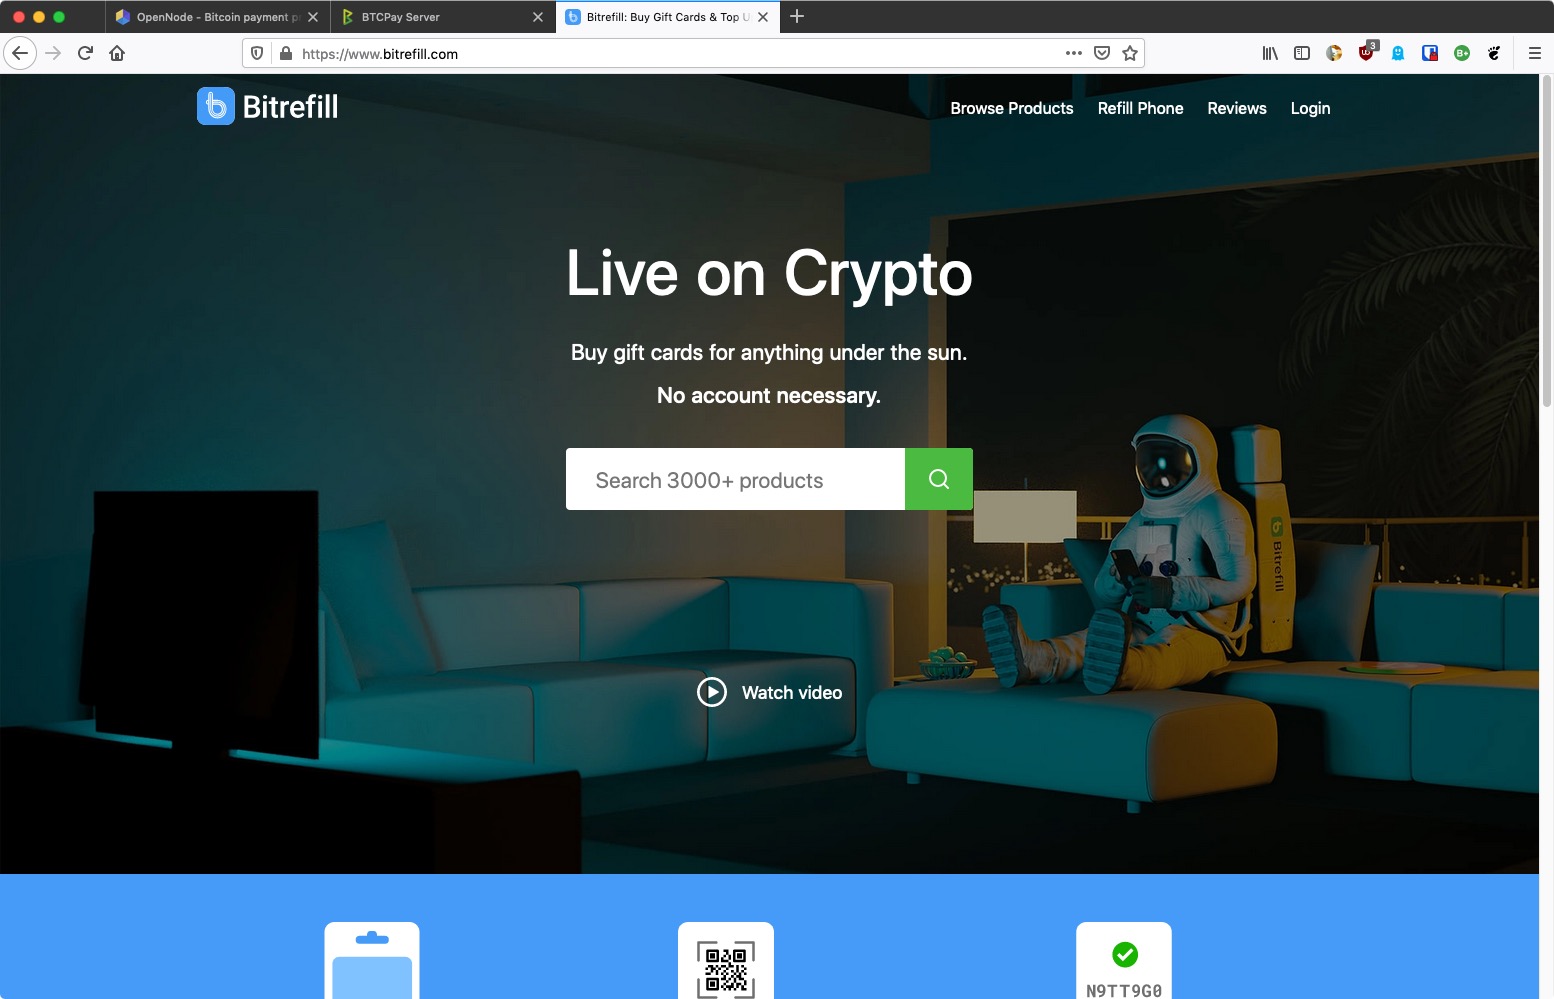 OpenNode - Bitcoin payment pr
BTCPay Server
Bitrefill: Buy Gift Cards & Top U
https://www.bitrefill.com
3
B+
Bitrefill
Browse Products
Refill Phone
Reviews
Login
Live on Crypto
Buy gift cards for anything under the sun.
No account necessary.
Search 3000+ products
Bitrefill
Watch video
N9TT9G0